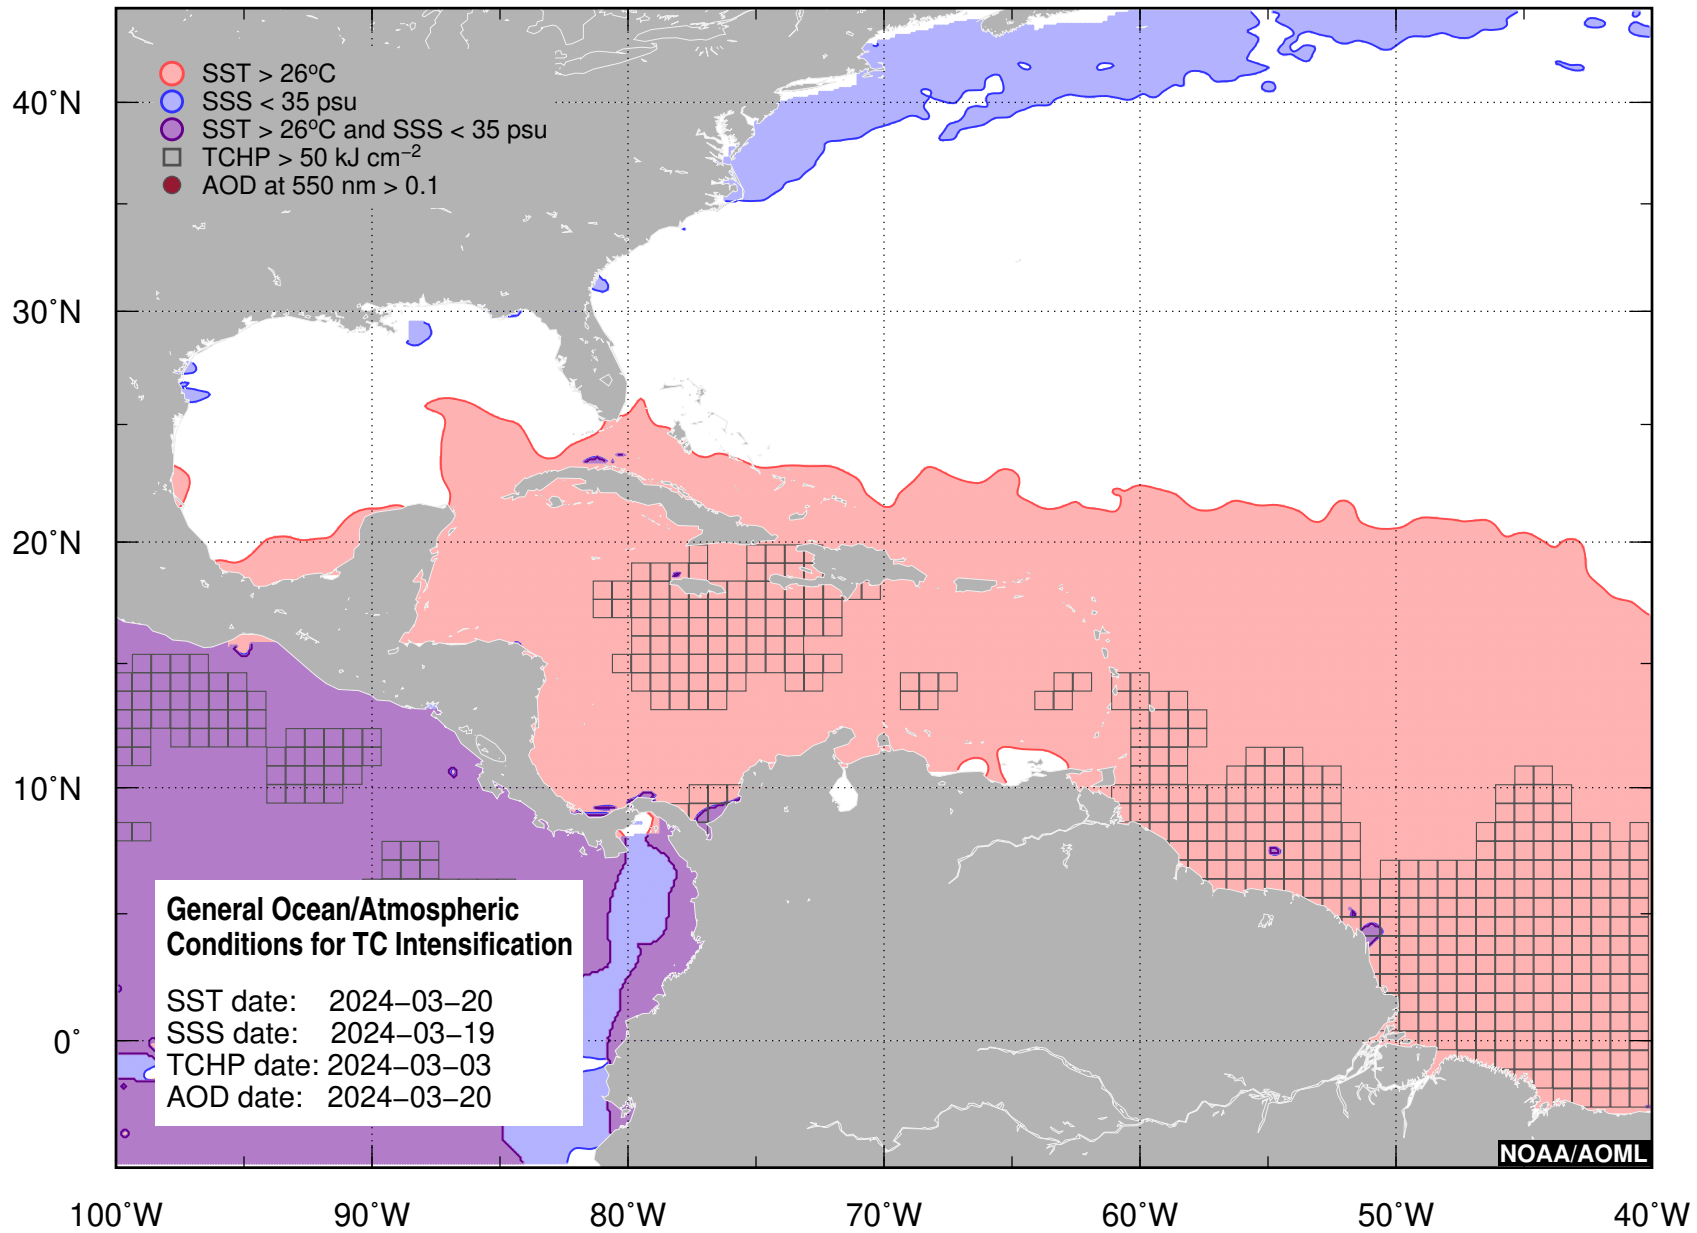 SST > 26ºC
SSS < 35 psu
SST > 26ºC and SSS < 35 psu
TCHP > 50 kJ cm⁻²
AOD at 550 nm > 0.1
40˚N
30˚N
20˚N
10˚N
0˚
General Ocean/Atmospheric
Conditions for TC Intensification
SST date: 2024−03−20
SSS date: 2024−03−19
TCHP date: 2024−03−03
AOD date: 2024−03−20
NOAA/AOML
100˚W 90˚W 80˚W 70˚W 60˚W 50˚W 40˚W